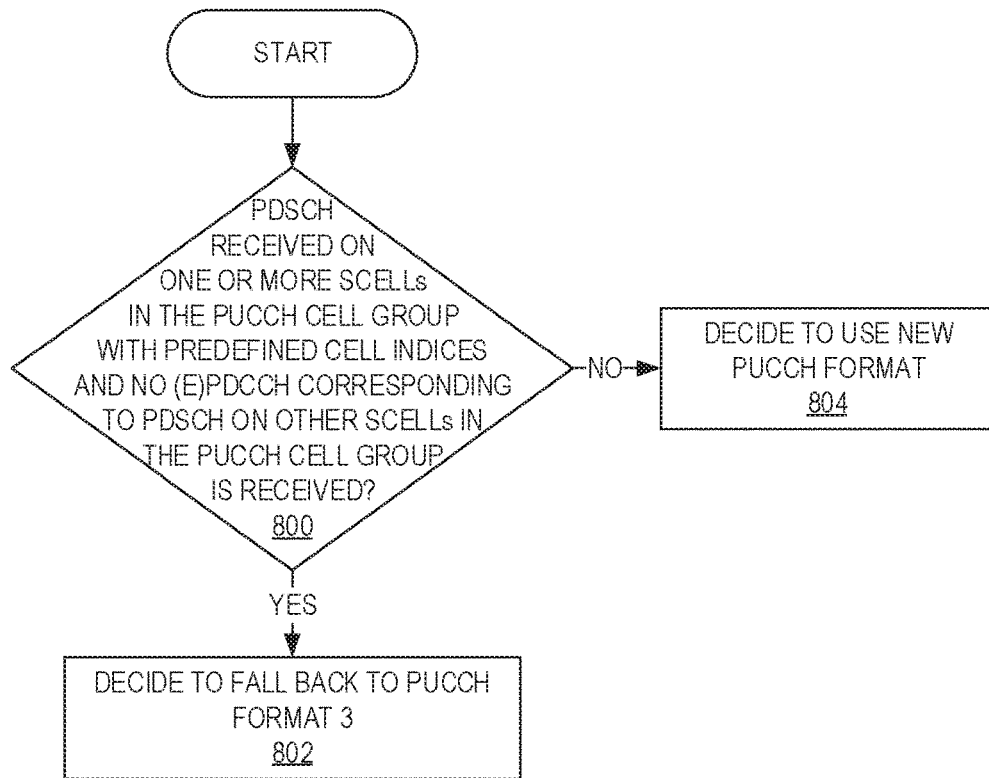 START
PDSCH
RECEIVED ON
ONE OR MORE SCELLs
IN THE PUCCH CELL GROUP
WITH PREDEFINED CELL INDICES
AND NO (E)PDCCH CORRESPONDING
TO PDSCH ON OTHER SCELLs IN
THE PUCCH CELL GROUP
IS RECEIVED?
800
NO
DECIDE TO USE NEW
PUCCH FORMAT
804
YES
DECIDE TO FALL BACK TO PUCCH
FORMAT 3
802